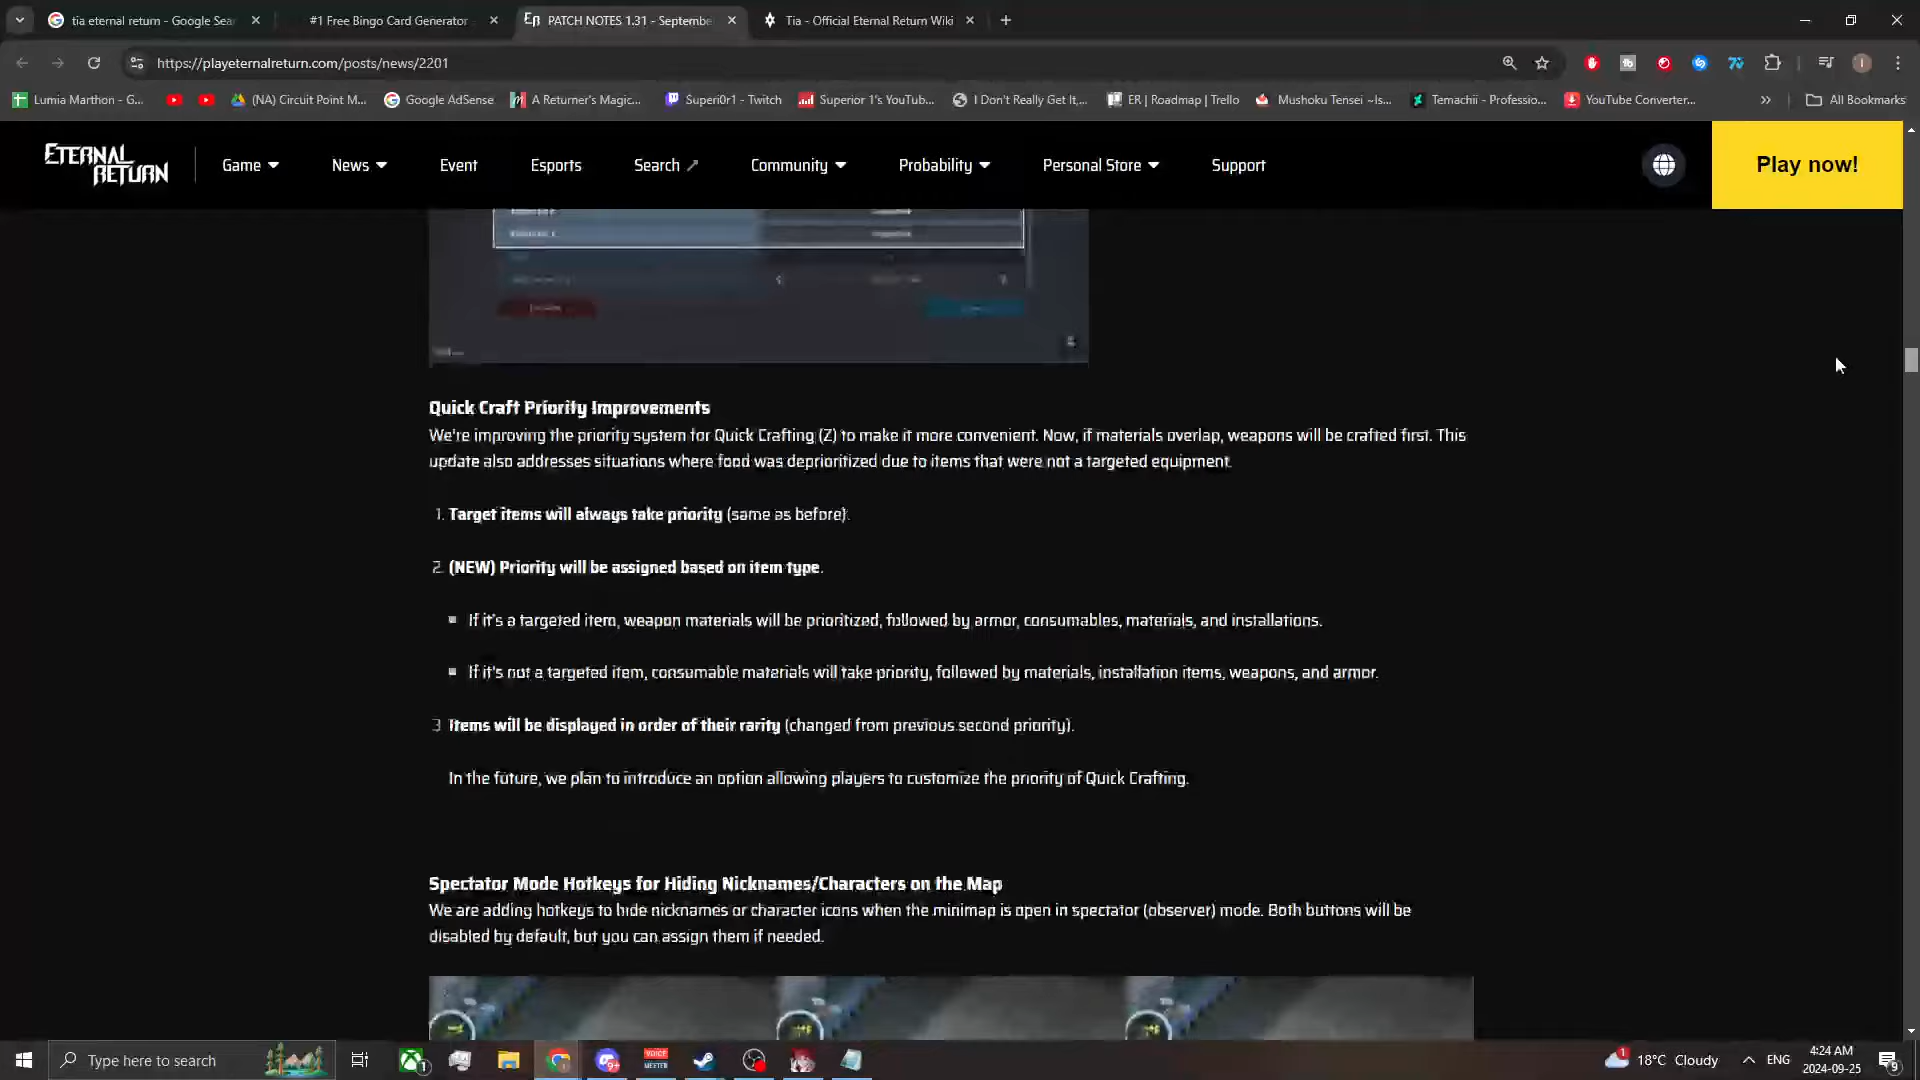 tia eternal return - Google Sear
#1 Free Bingo Card Generator
PATCH NOTES 1.31 - Septembe
Tia - Official Eternal Return Wiki
https://playeternalreturn.com/posts/news/2201
Lumia Marthon - G...
(NA) Circuit Point M...
Google AdSense
A Returner's Magic...
Superi0r1 - Twitch
Superior 1's YouTub...
I Don't Really Get It,...
ER | Roadmap | Trello
Mushoku Tensei ~Is...
Temachii - Professio...
YouTube Converter...
All Bookmarks
ETERNAL RETURN
Game
News
Event
Esports
Search
Community
Probability
Personal Store
Support
Play now!
Quick Craft Priority Improvements
We're improving the priority system for Quick Crafting (Z) to make it more convenient. Now, if materials overlap, weapons will be crafted first. This
update also addresses situations where food was deprioritized due to items that were not a targeted equipment.
1. Target items will always take priority (same as before).
2. (NEW) Priority will be assigned based on item type.
If it's a targeted item, weapon materials will be prioritized, followed by armor, consumables, materials, and installations.
If it's not a targeted item, consumable materials will take priority, followed by materials, installation items, weapons, and armor.
3 Items will be displayed in order of their rarity (changed from previous second priority).
In the future, we plan to introduce an option allowing players to customize the priority of Quick Crafting.
Spectator Mode Hotkeys for Hiding Nicknames/Characters on the Map
We are adding hotkeys to hide nicknames or character icons when the minimap is open in spectator (observer) mode. Both buttons will be
disabled by default, but you can assign them if needed.
Type here to search
18°C Cloudy
ENG
4:24 AM
2024-09-25